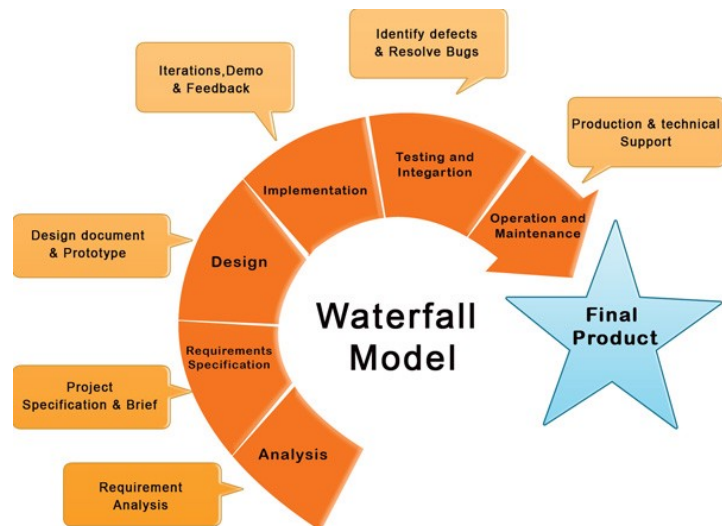 Identify defects
& Resolve Bugs
Iterations,Demo
& Feedback
Production & technical
Support
Testing and
Integartion
Implementation
Operation and
Maintenance
Design document
& Prototype
Design
Waterfall
Model
Final
Product
Requirements
Specification
Project
Specification & Brief
Analysis
Requirement
Analysis